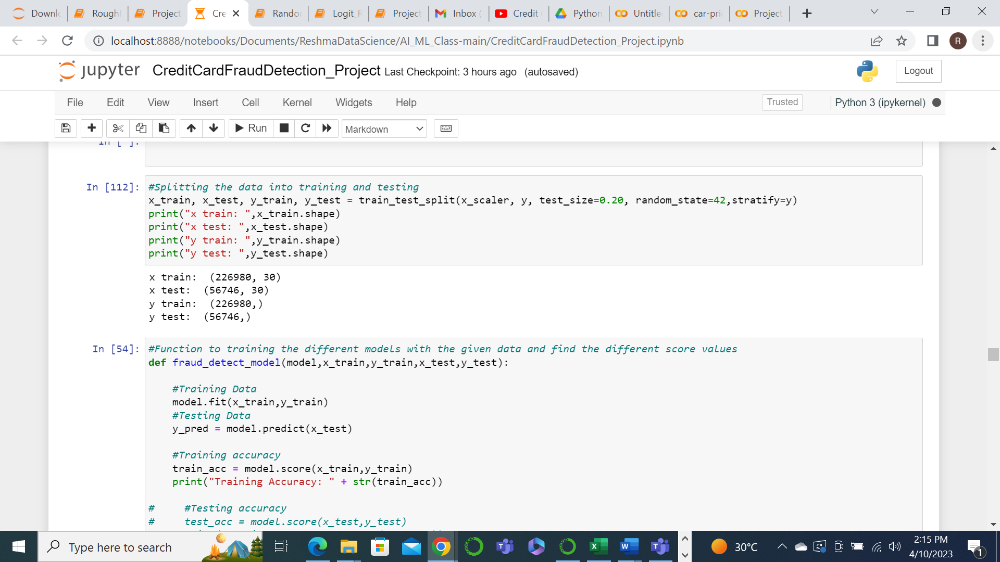 Downl
Rough
Project
Cre
Rando
Logit_R
Project
Inbox (
Credit
Python
Untitle
car-pri
Project
localhost:8888/notebooks/Documents/ReshmaDataScience/AI_ML_Class-main/CreditCardFraudDetection_Project.ipynb
R
jupyter CreditCardFraudDetection_Project Last Checkpoint: 3 hours ago (autosaved)
Logout
File Edit View Insert Cell Kernel Widgets Help
Trusted
Python 3 (ipykernel)
Run
Markdown
In [ ]:
In [112]:
#Splitting the data into training and testing
x_train, x_test, y_train, y_test = train_test_split(x_scaler, y, test_size=0.20, random_state=42,stratify=y)
print("x train: ",x_train.shape)
print("x test: ",x_test.shape)
print("y train: ",y_train.shape)
print("y test: ",y_test.shape)
x train:  (226980, 30)
x test:  (56746, 30)
y train:  (226980,)
y test:  (56746,)
In [54]:
#Function to training the different models with the given data and find the different score values
def fraud_detect_model(model,x_train,y_train,x_test,y_test):
#Training Data
model.fit(x_train,y_train)
#Testing Data
y_pred = model.predict(x_test)
#Training accuracy
train_acc = model.score(x_train,y_train)
print("Training Accuracy: " + str(train_acc))
#     #Testing accuracy
#     test_acc = model.score(x_test,y_test)
Type here to search
30°C
2:15 PM
4/10/2023
1